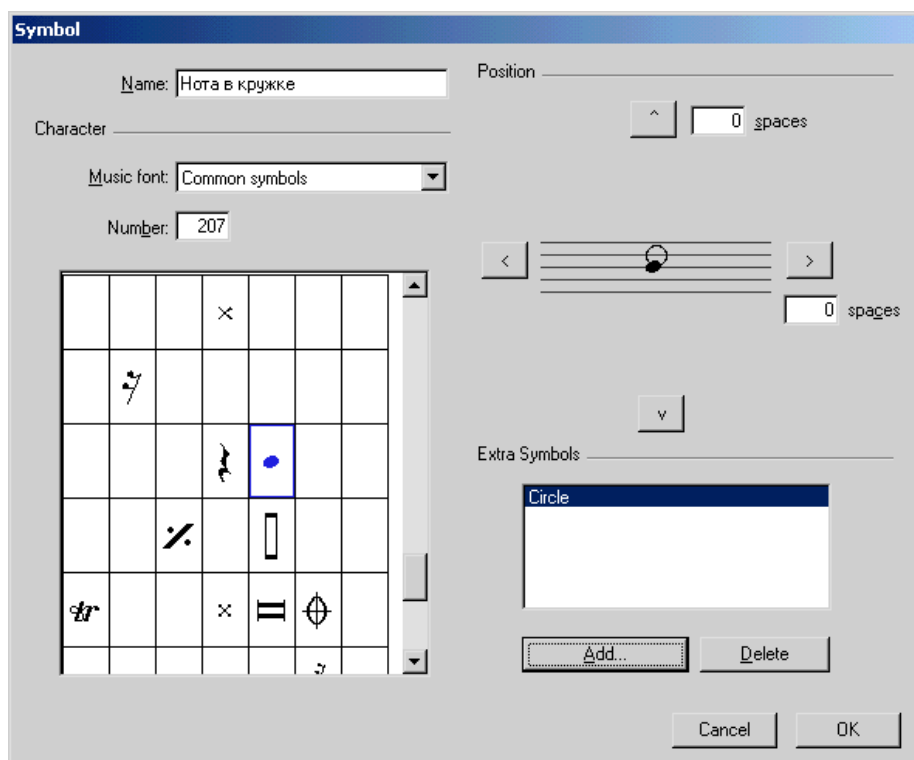 Symbol
Name: Нота в кружке
Character
Music font: Common symbols
Number: 207
Position
^ 0 spaces
< >
0 spaces
v
Extra Symbols
Circle
Add... Delete
Cancel OK